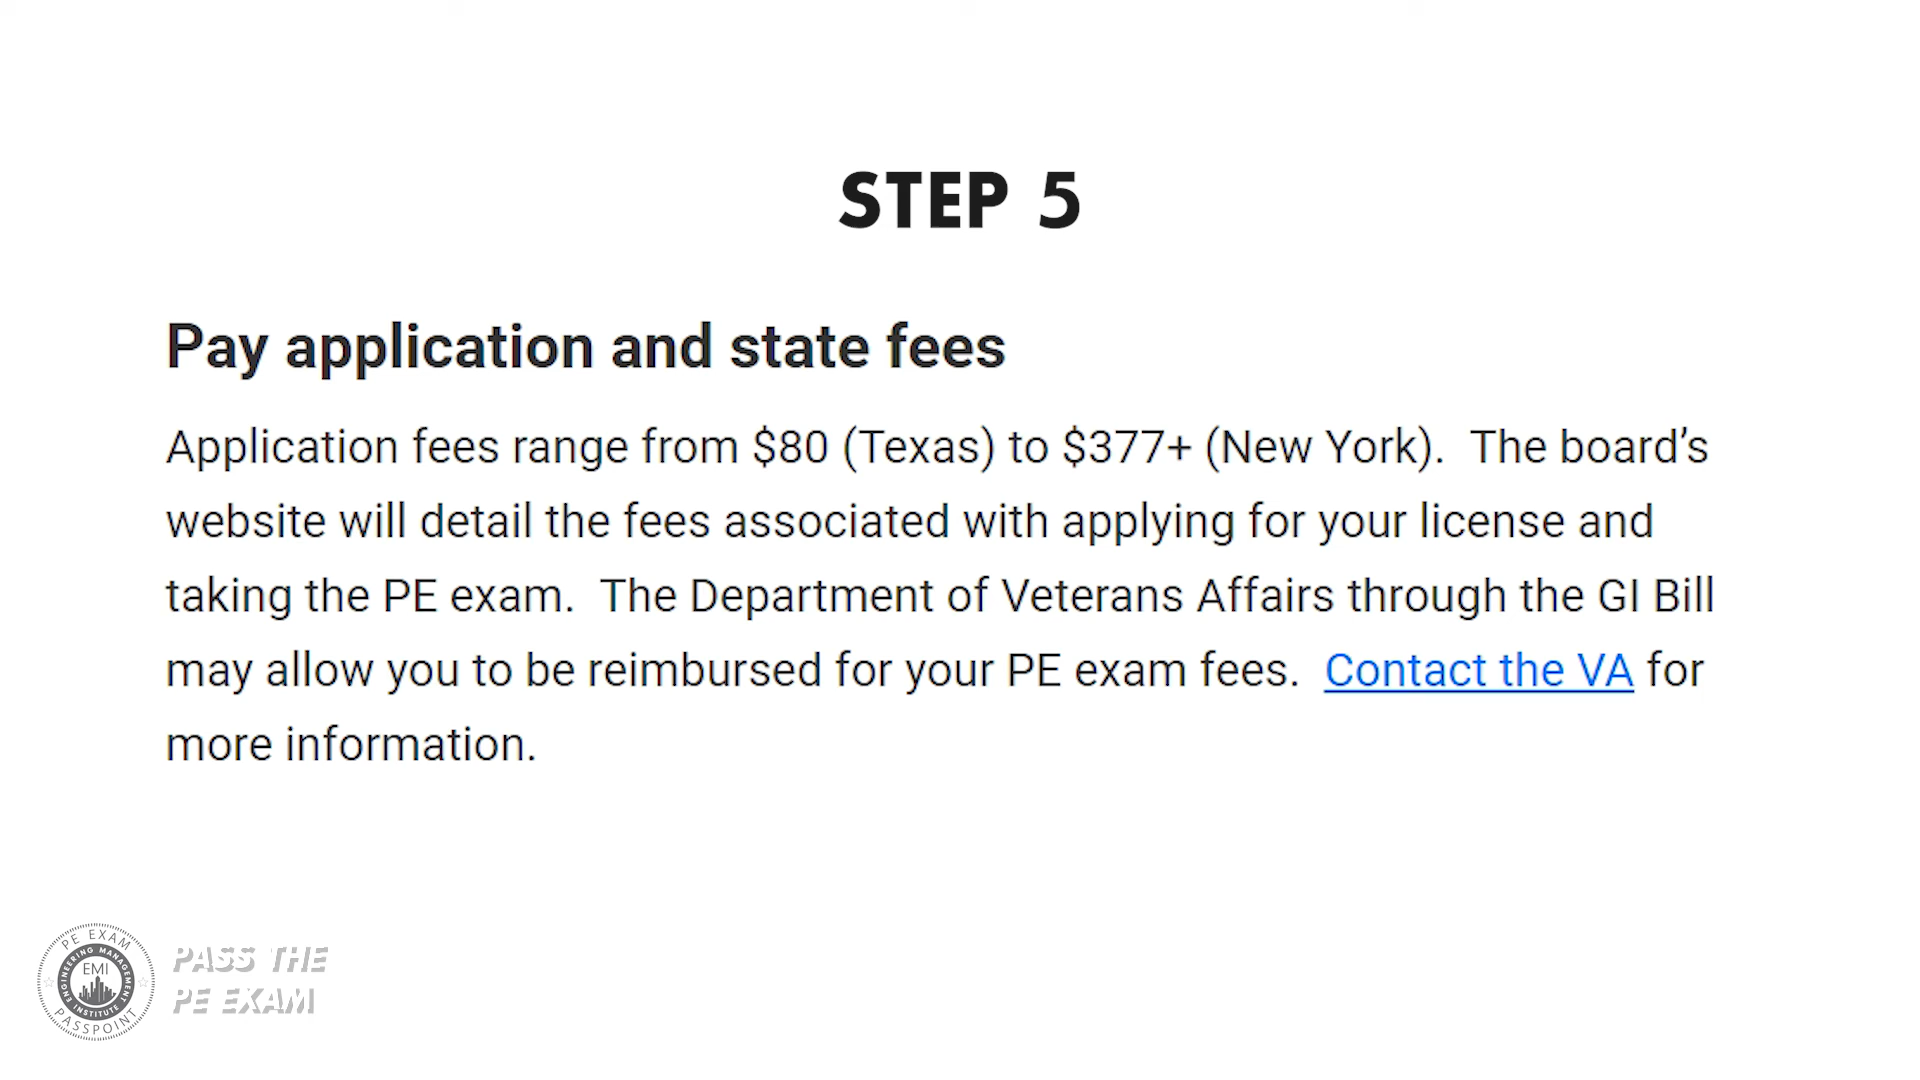 STEP 5
Pay application and state fees
Application fees range from $80 (Texas) to $377+ (New York).  The board’s
website will detail the fees associated with applying for your license and
taking the PE exam.  The Department of Veterans Affairs through the GI Bill
may allow you to be reimbursed for your PE exam fees.  Contact the VA for
more information.
PE EXAM
ENGINEERING MANAGEMENT
EMI
INSTITUTE
PASSPOINT
PASS THE
PE EXAM